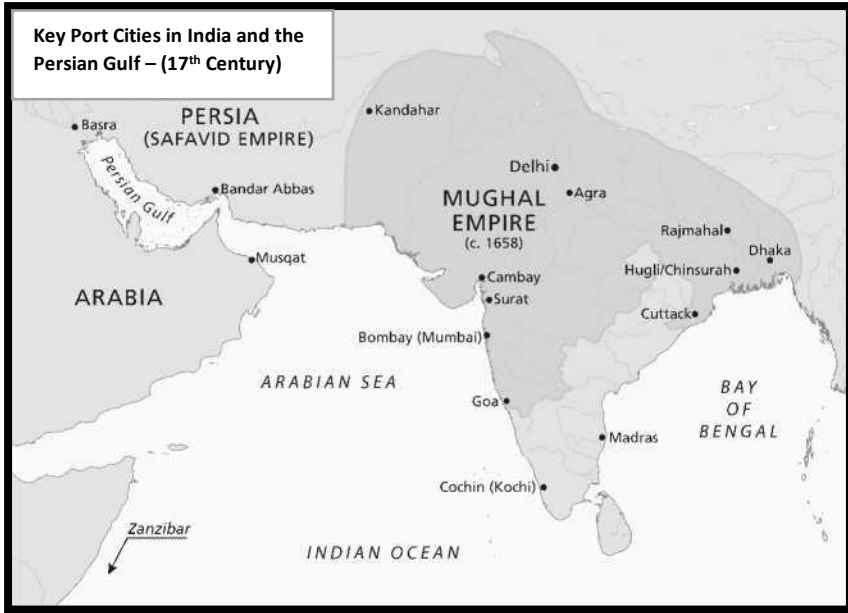 Key Port Cities in India and the
Persian Gulf – (17th Century)
PERSIA
(SAFAVID EMPIRE)
Basra
Kandahar
Persian Gulf
Bandar Abbas
Delhi
Agra
MUGHAL
EMPIRE
(c. 1658)
Rajmahal
Dhaka
Musqat
Hugli/Chinsurah
Cambay
ARABIA
Surat
Cuttack
Bombay (Mumbai)
ARABIAN SEA
BAY
OF
BENGAL
Goa
Madras
Cochin (Kochi)
Zanzibar
INDIAN OCEAN